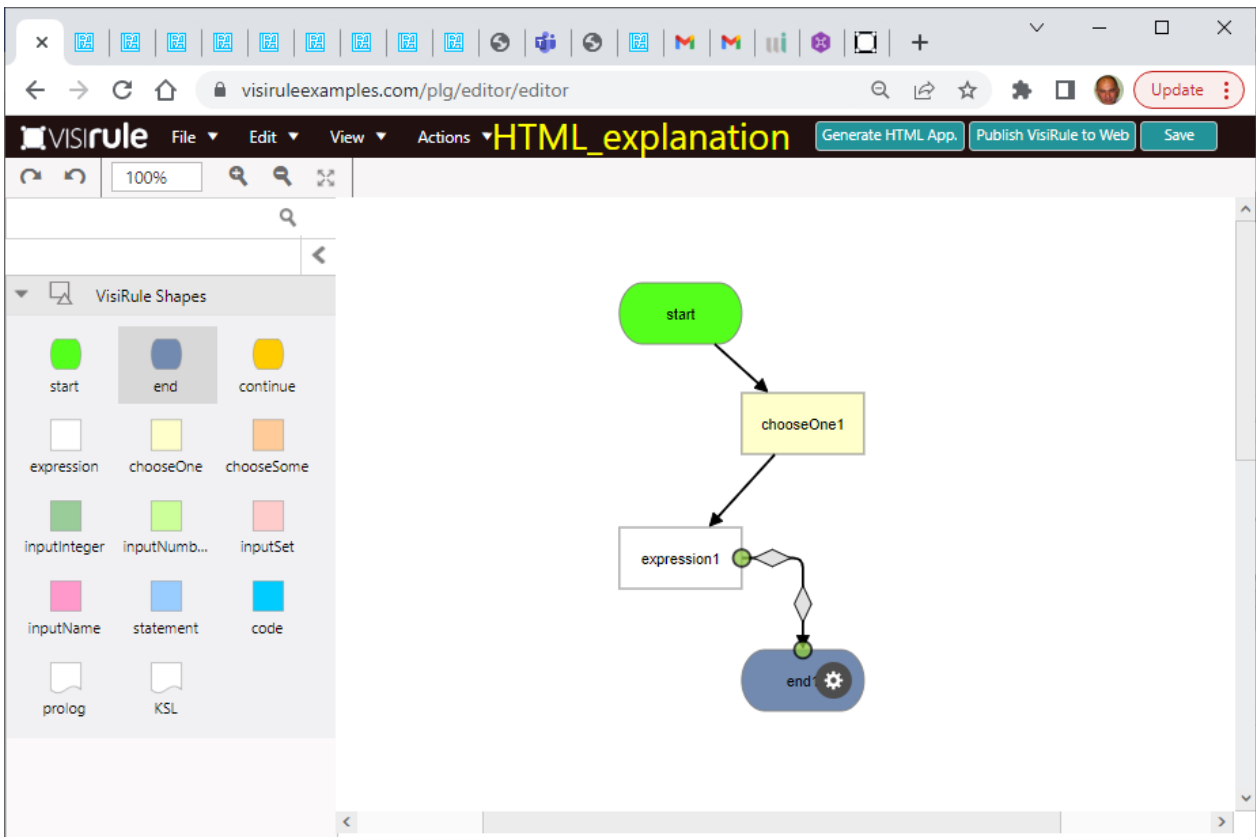 visiruleexamples.com/plg/editor/editor
Update
VISIrule File Edit View Actions HTML_explanation Generate HTML App. Publish VisiRule to Web Save
100%
VisiRule Shapes
start end continue
expression chooseOne chooseSome
inputInteger inputNumb... inputSet
inputName statement code
prolog KSL
start
chooseOne1
expression1
end1